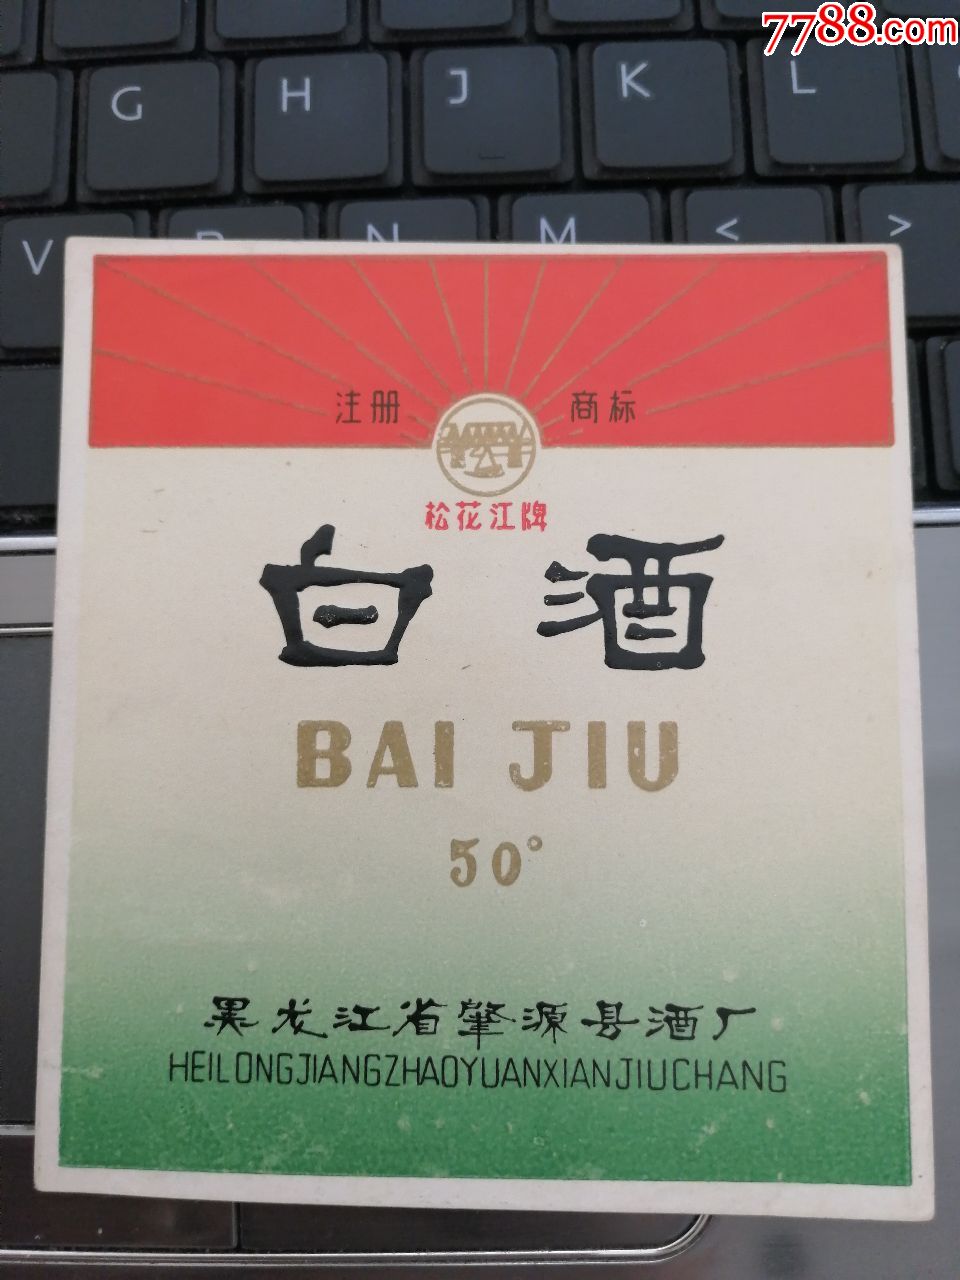 7788.com
G H J K L
V B N M < >
注册 商标
松花江牌
白酒
BAI JIU
50°
黑龙江省肇源县酒厂
HEILONGJIANGZHAOYUANXIANJIUCHANG